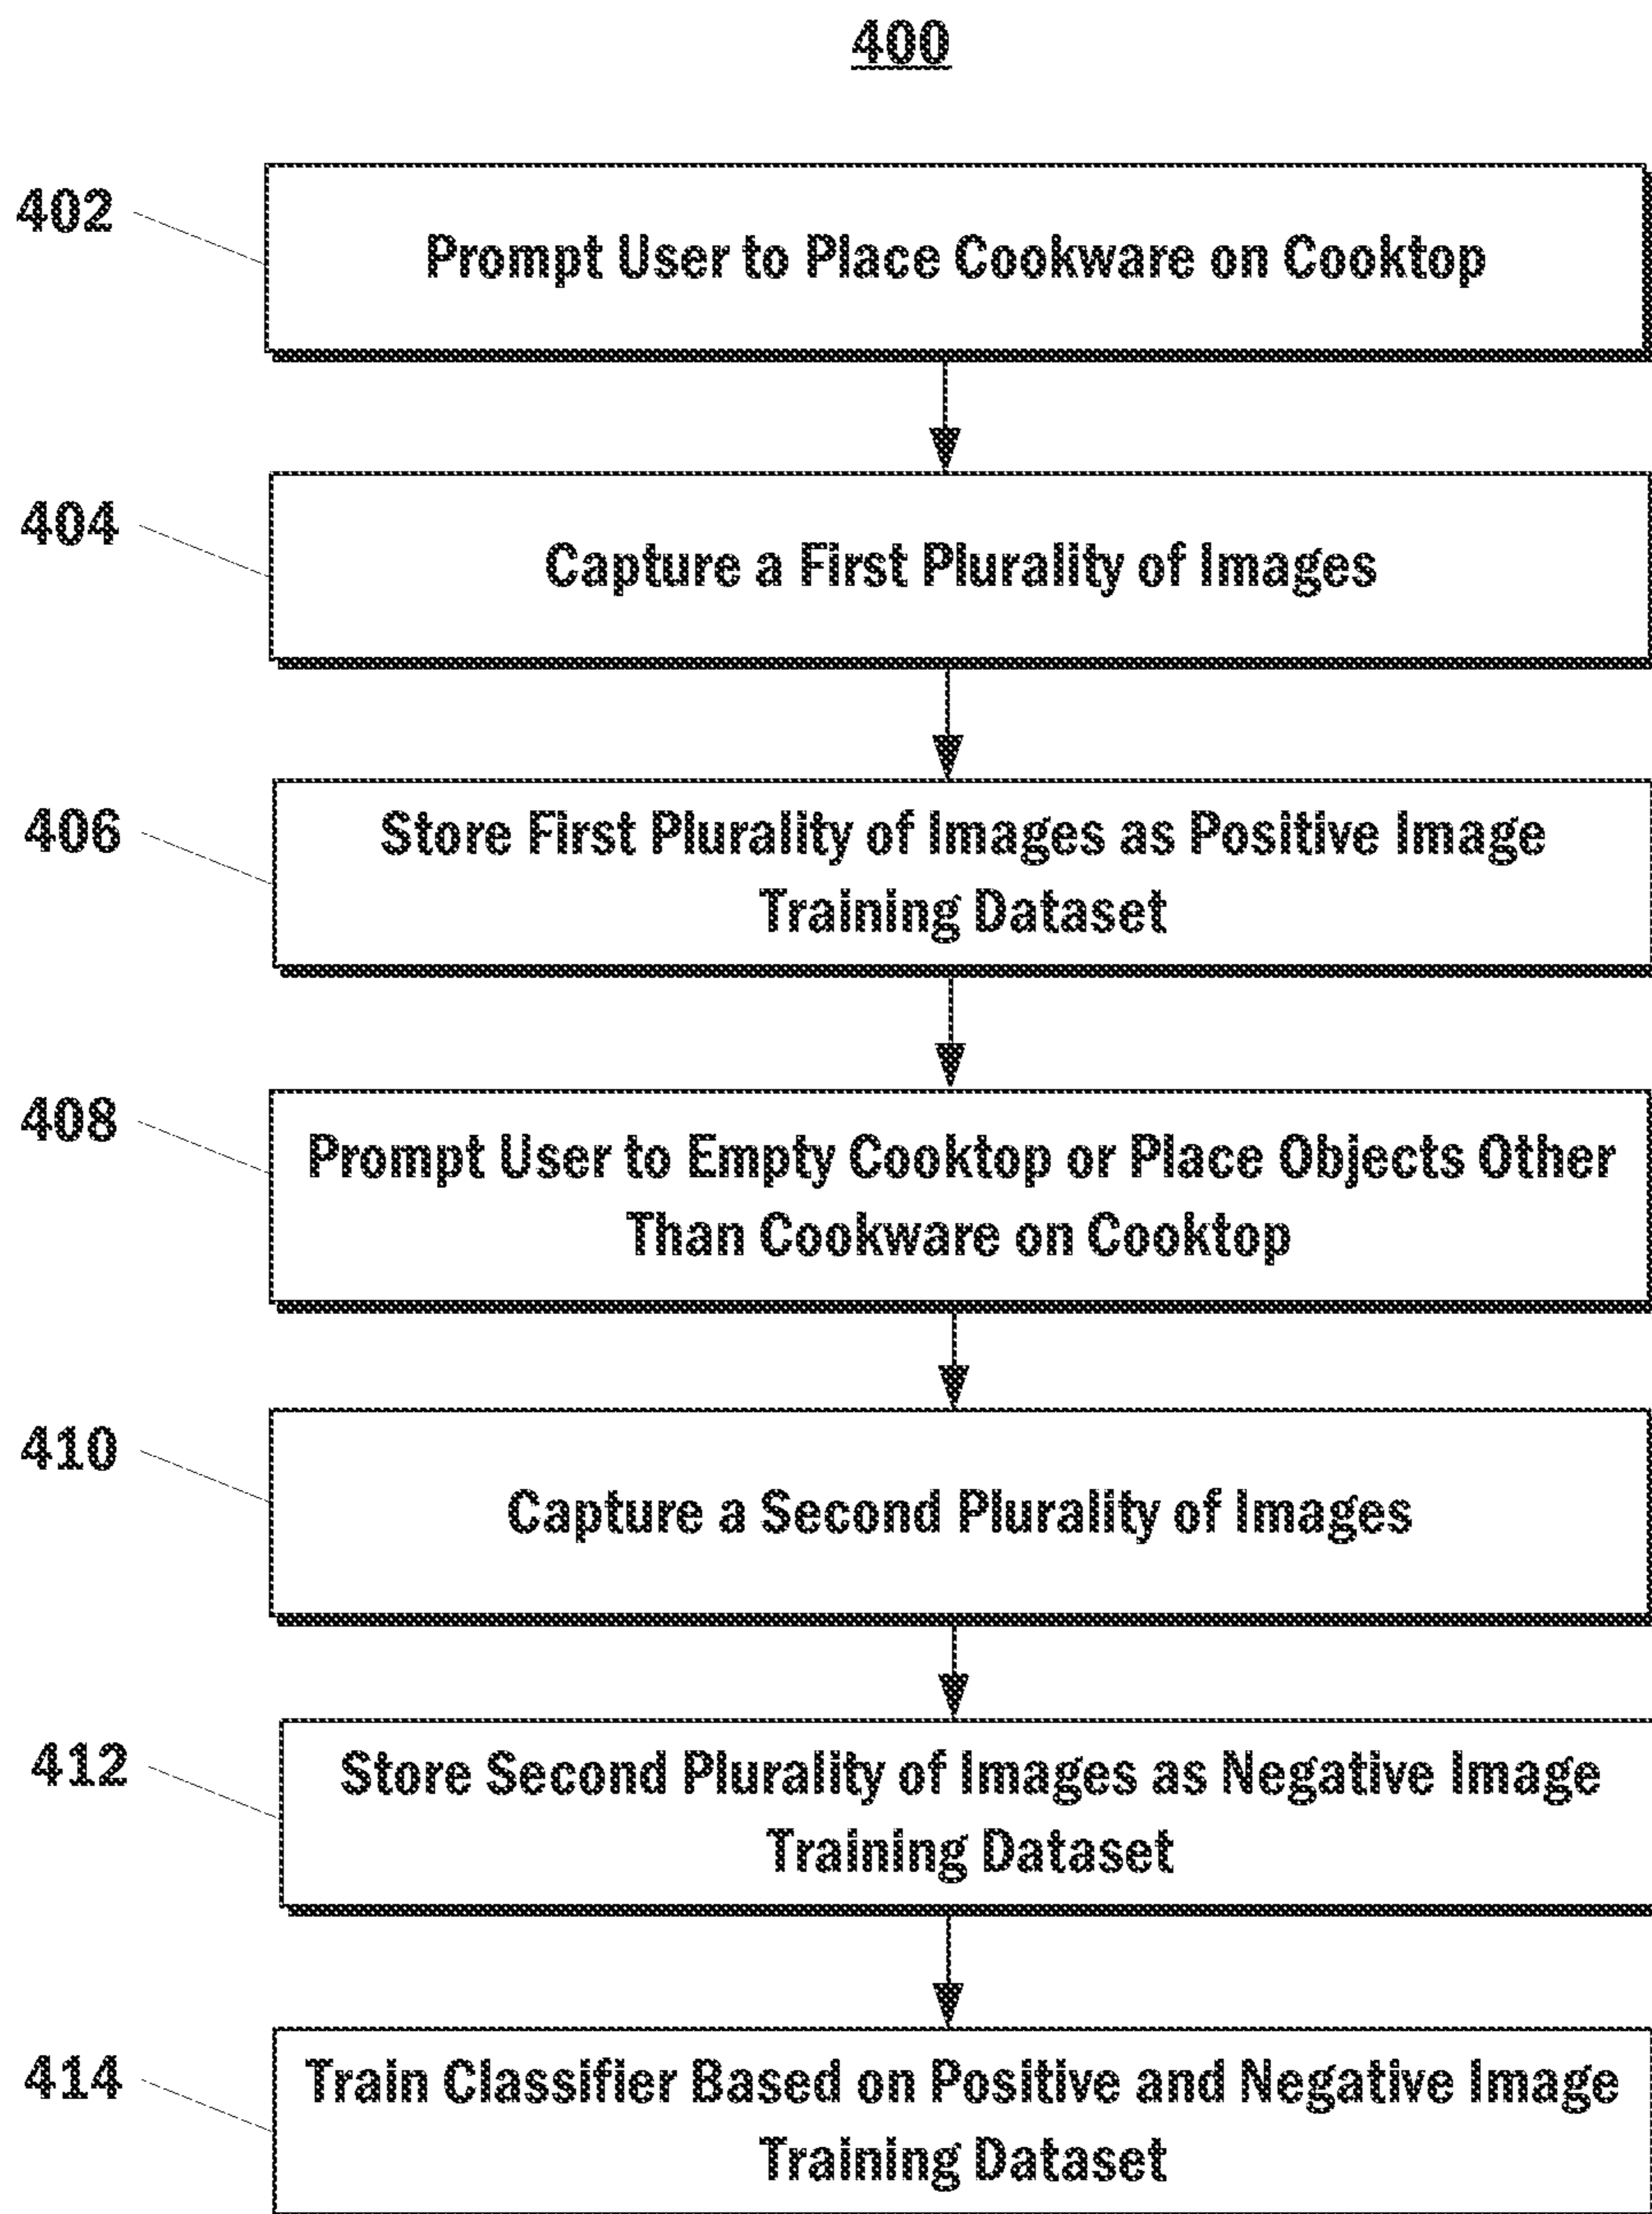 400
402
Prompt User to Place Cookware on Cooktop
404
Capture a First Plurality of Images
406
Store First Plurality of Images as Positive Image
Training Dataset
408
Prompt User to Empty Cooktop or Place Objects Other
Than Cookware on Cooktop
410
Capture a Second Plurality of Images
412
Store Second Plurality of Images as Negative Image
Training Dataset
414
Train Classifier Based on Positive and Negative Image
Training Dataset